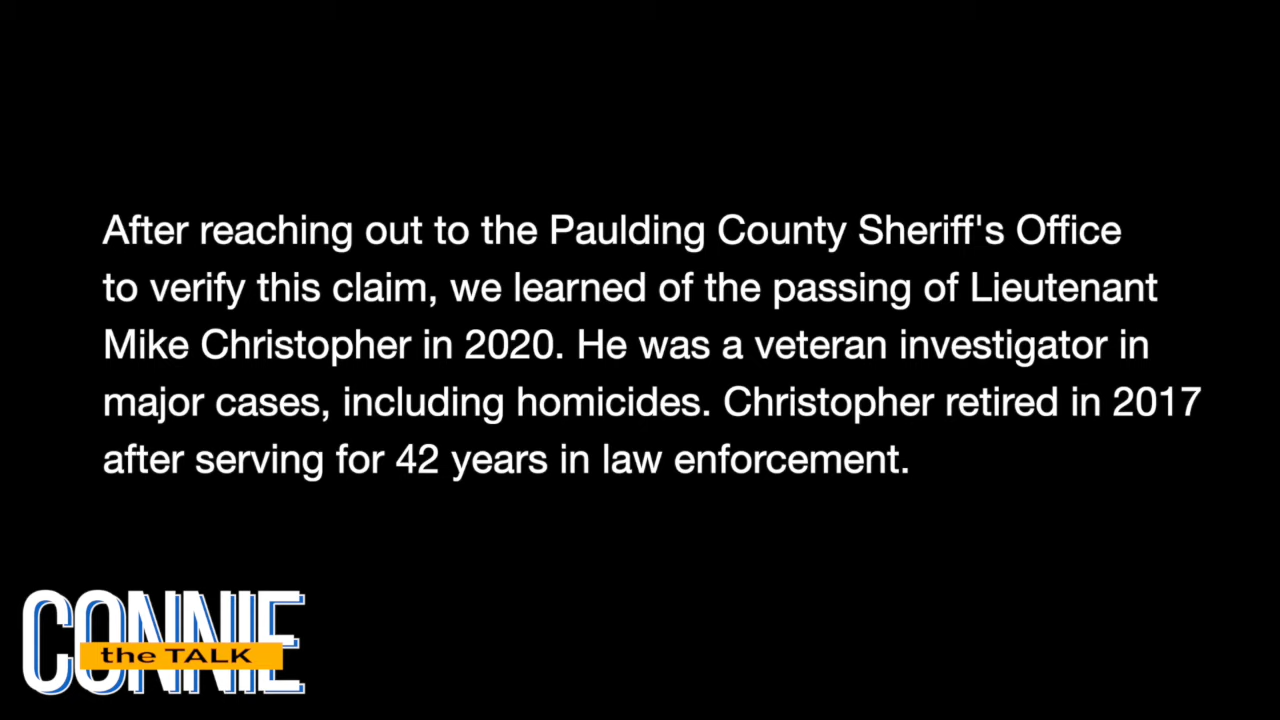 After reaching out to the Paulding County Sheriff's Office
to verify this claim, we learned of the passing of Lieutenant
Mike Christopher in 2020. He was a veteran investigator in
major cases, including homicides. Christopher retired in 2017
after serving for 42 years in law enforcement.
CONNIE
the TALK